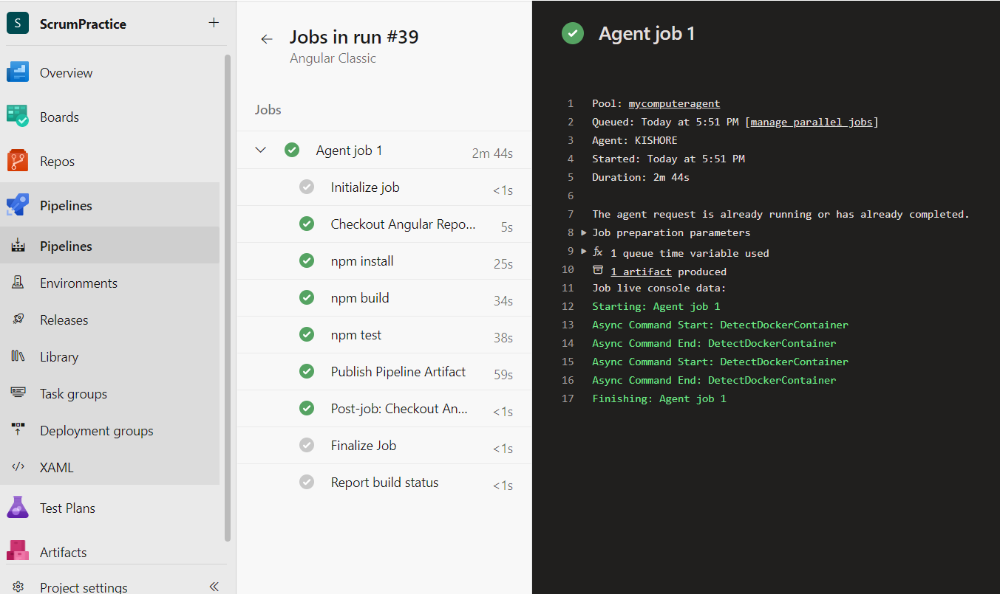 S ScrumPractice +
Overview
Boards
Repos
Pipelines
Pipelines
Environments
Releases
Library
Task groups
Deployment groups
XAML
Test Plans
Artifacts
Project settings
Jobs in run #39
Angular Classic
Jobs
Agent job 1 2m 44s
Initialize job <1s
Checkout Angular Repo... 5s
npm install 25s
npm build 34s
npm test 38s
Publish Pipeline Artifact 59s
Post-job: Checkout An... <1s
Finalize Job <1s
Report build status <1s
Agent job 1
1 Pool: mycomputeragent
2 Queued: Today at 5:51 PM [manage parallel jobs]
3 Agent: KISHORE
4 Started: Today at 5:51 PM
5 Duration: 2m 44s
6
7 The agent request is already running or has already completed.
8 Job preparation parameters
9 fx 1 queue time variable used
10 1 artifact produced
11 Job live console data:
12 Starting: Agent job 1
13 Async Command Start: DetectDockerContainer
14 Async Command End: DetectDockerContainer
15 Async Command Start: DetectDockerContainer
16 Async Command End: DetectDockerContainer
17 Finishing: Agent job 1